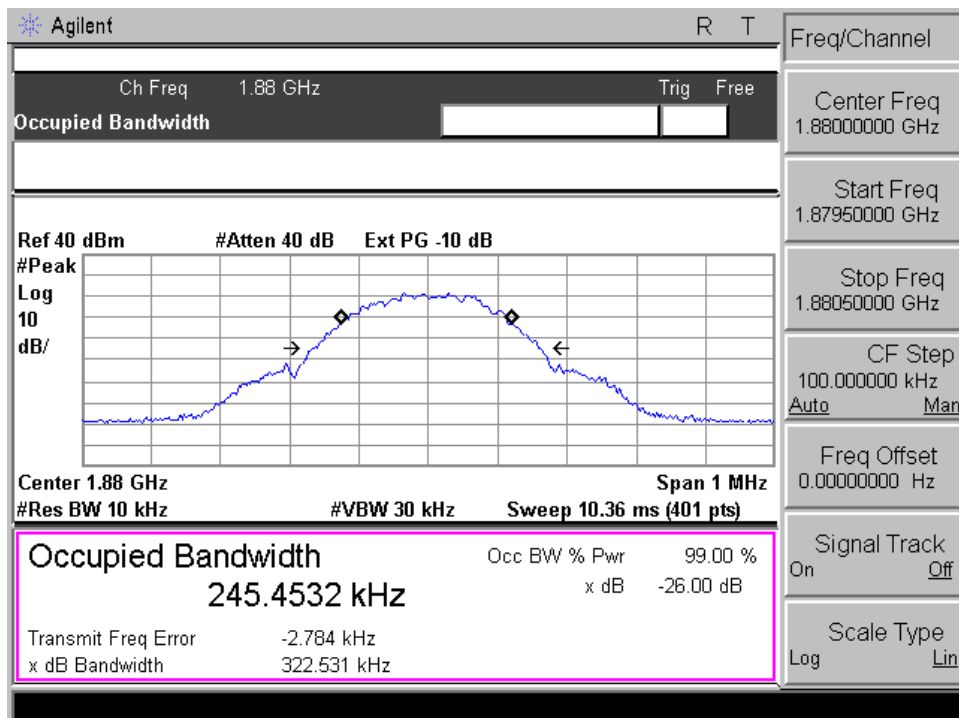 Agilent R T
Ch Freq 1.88 GHz Trig Free
Occupied Bandwidth
Ref 40 dBm #Atten 40 dB Ext PG -10 dB
#Peak
Log
10
dB/
Center 1.88 GHz Span 1 MHz
#Res BW 10 kHz #VBW 30 kHz Sweep 10.36 ms (401 pts)
Occupied Bandwidth Occ BW % Pwr 99.00 %
245.4532 kHz x dB -26.00 dB
Transmit Freq Error -2.784 kHz
x dB Bandwidth 322.531 kHz
Freq/Channel
Center Freq
1.88000000 GHz
Start Freq
1.87950000 GHz
Stop Freq
1.88050000 GHz
CF Step
100.000000 kHz
Auto Man
Freq Offset
0.00000000 Hz
Signal Track
On Off
Scale Type
Log Lin